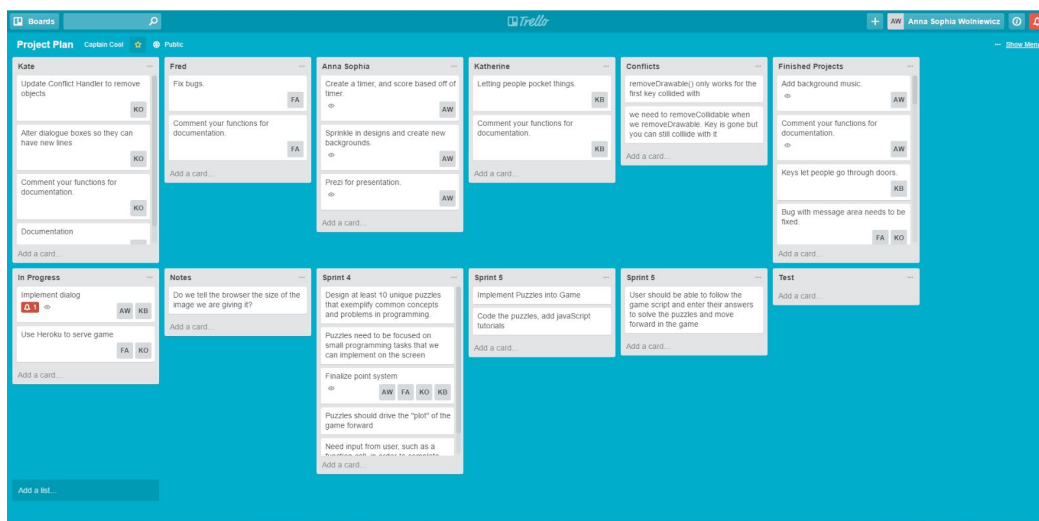 Boards
Trello
AW Anna Sophia Wolniewicz
Project Plan Captain Cool Public
Show Menu
Kate
Update Conflict Handler to remove
objects
KO
Alter dialogue boxes so they can
have new lines
KO
Comment your functions for
documentation.
KO
Documentation
Add a card...
Fred
Fix bugs.
FA
Comment your functions for
documentation.
FA
Add a card...
Anna Sophia
Create a timer, and score based off of
timer.
AW
Sprinkle in designs and create new
backgrounds.
AW
Prezi for presentation.
AW
Add a card...
Katherine
Letting people pocket things.
KB
Comment your functions for
documentation.
KB
Add a card...
Conflicts
removeDrawable() only works for the
first key collided with
we need to removeCollidable when
we removeDrawable. Key is gone but
you can still colllide with it
Add a card...
Finished Projects
Add background music.
AW
Comment your functions for
documentation.
AW
Keys let people go through doors.
KB
Bug with message area needs to be
fixed.
FA KO
Add a card...
In Progress
Implement dialog
1
AW KB
Use Heroku to serve game
FA KO
Add a card...
Notes
Do we tell the browser the size of the
image we are giving it?
Add a card...
Sprint 4
Design at least 10 unique puzzles
that exemplify common concepts
and problems in programming.
Puzzles need to be focused on
small programming tasks that we
can implement on the screen
Finalize point system
AW FA KO KB
Puzzles should drive the "plot" of the
game forward
Need input from user, such as a
function call, in order to complete
Add a card...
Sprint 5
Implement Puzzles into Game
Code the puzzles, add javaScript
tutorials
Add a card...
Sprint 5
User should be able to follow the
game script and enter their answers
to solve the puzzles and move
forward in the game
Add a card...
Test
Add a card...
Add a list...